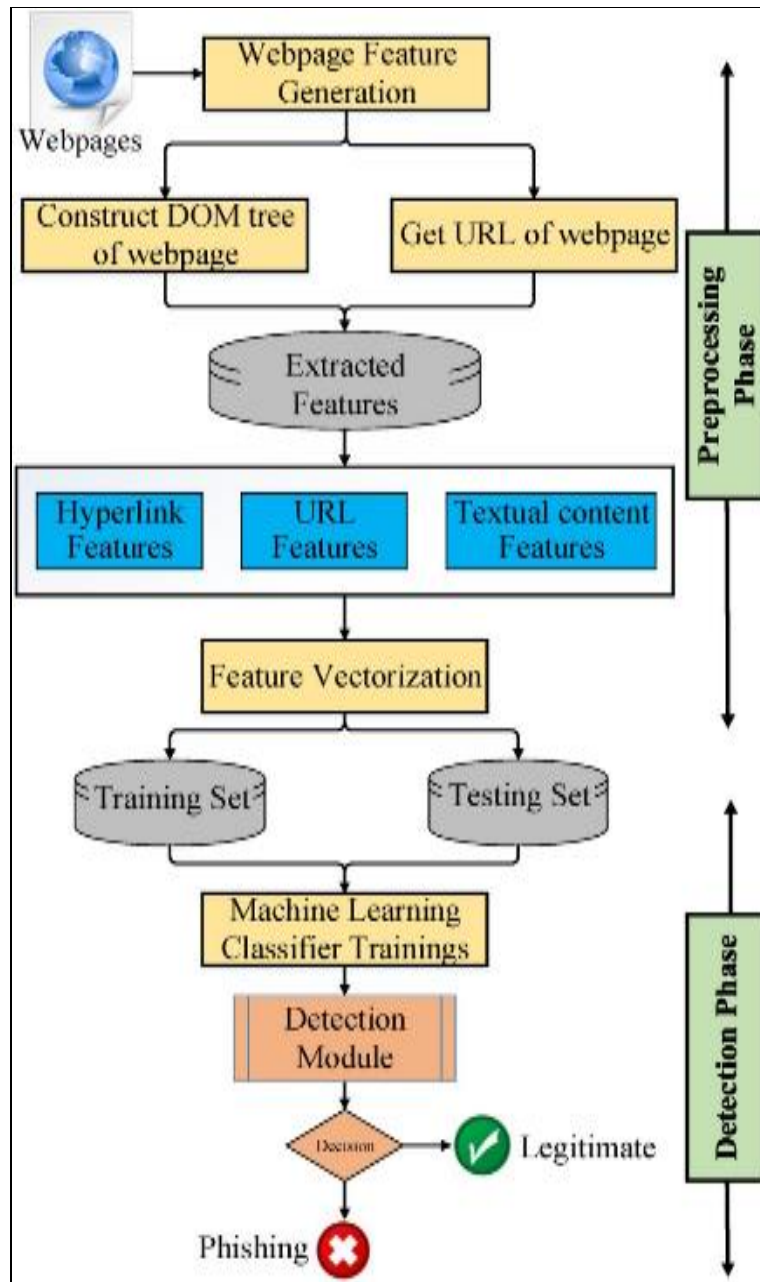 Webpage Feature
Generation
Webpages
Construct DOM tree
of webpage
Get URL of webpage
Extracted
Features
Hyperlink
Features
URL
Features
Textual content
Features
Feature Vectorization
Training Set
Testing Set
Machine Learning
Classifier Trainings
Detection
Module
Decision
Legitimate
Phishing
Preprocessing
Phase
Detection Phase